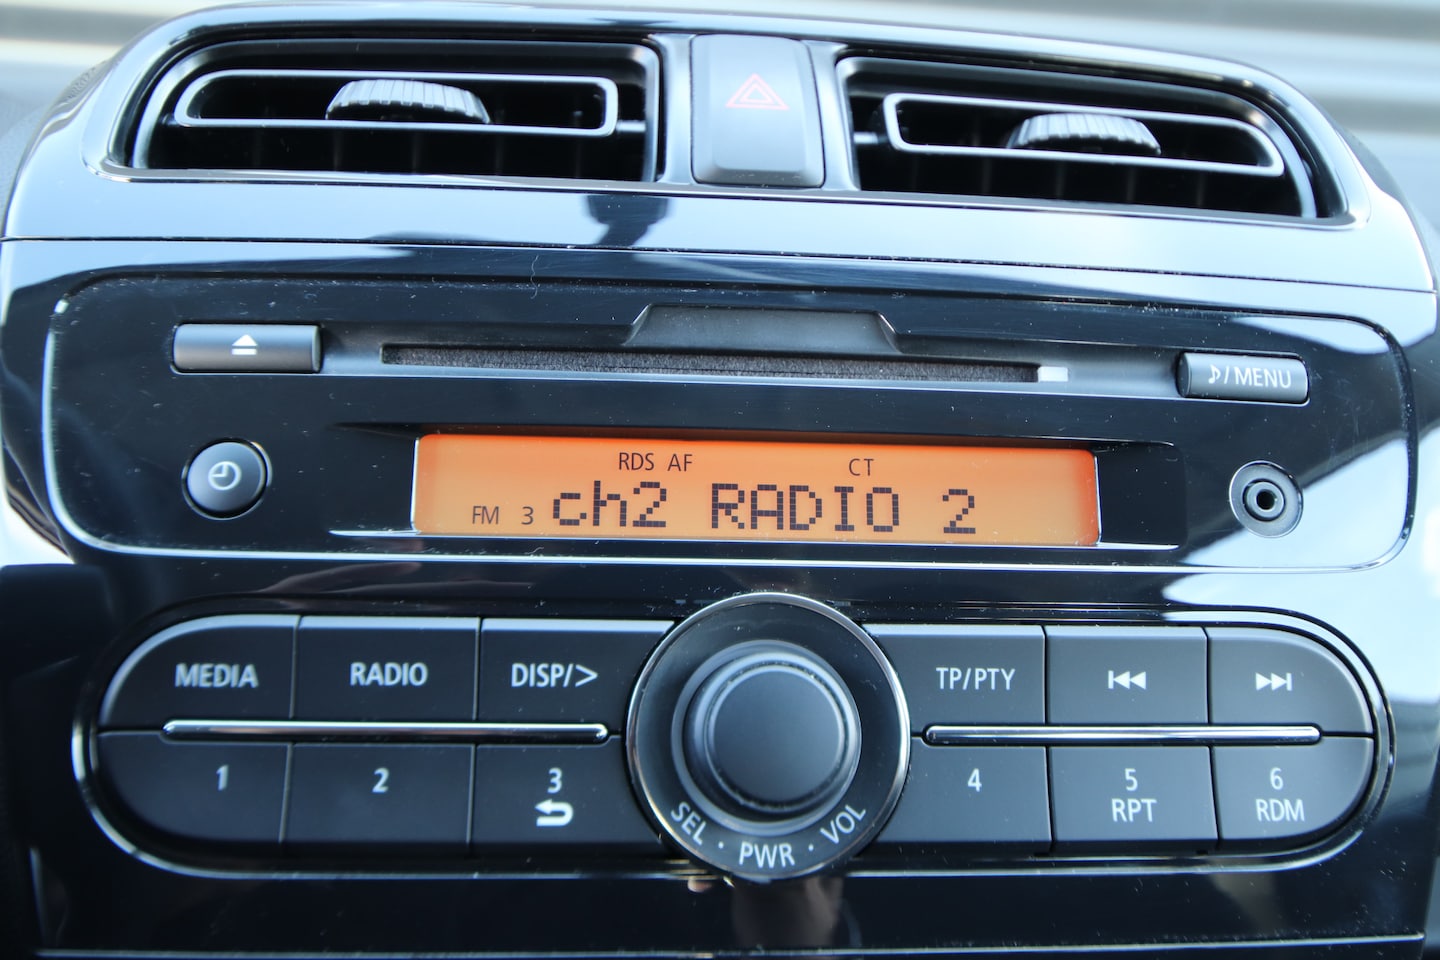 ♪/MENU
RDS AF CT
FM 3 ch2 RADIO 2
MEDIA RADIO DISP/> TP/PTY
1 2 3 4 5 6
RPT RDM
SEL · PWR · VOL